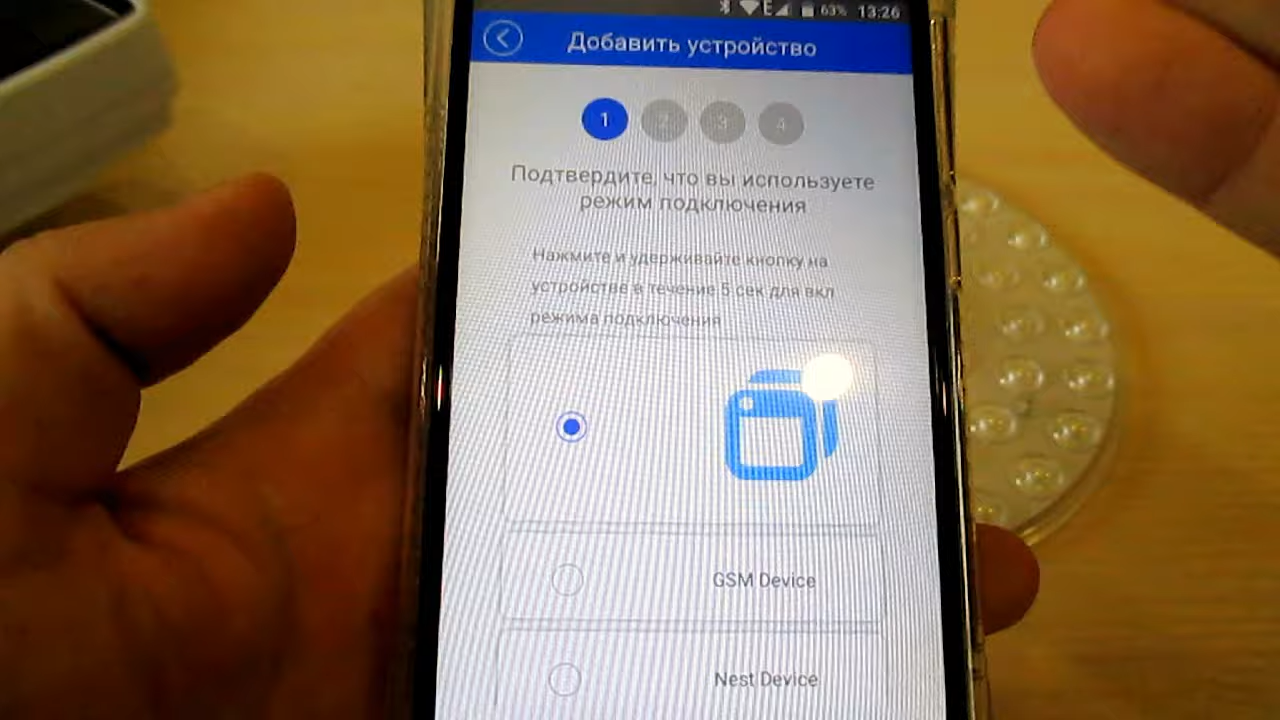 E 63% 13:26
Добавить устройство
1 2 3 4
Подтвердите, что вы используете
режим подключения
Нажмите и удерживайте кнопку на
устройстве в течение 5 сек для вкл
режима подключения
GSM Device
Nest Device